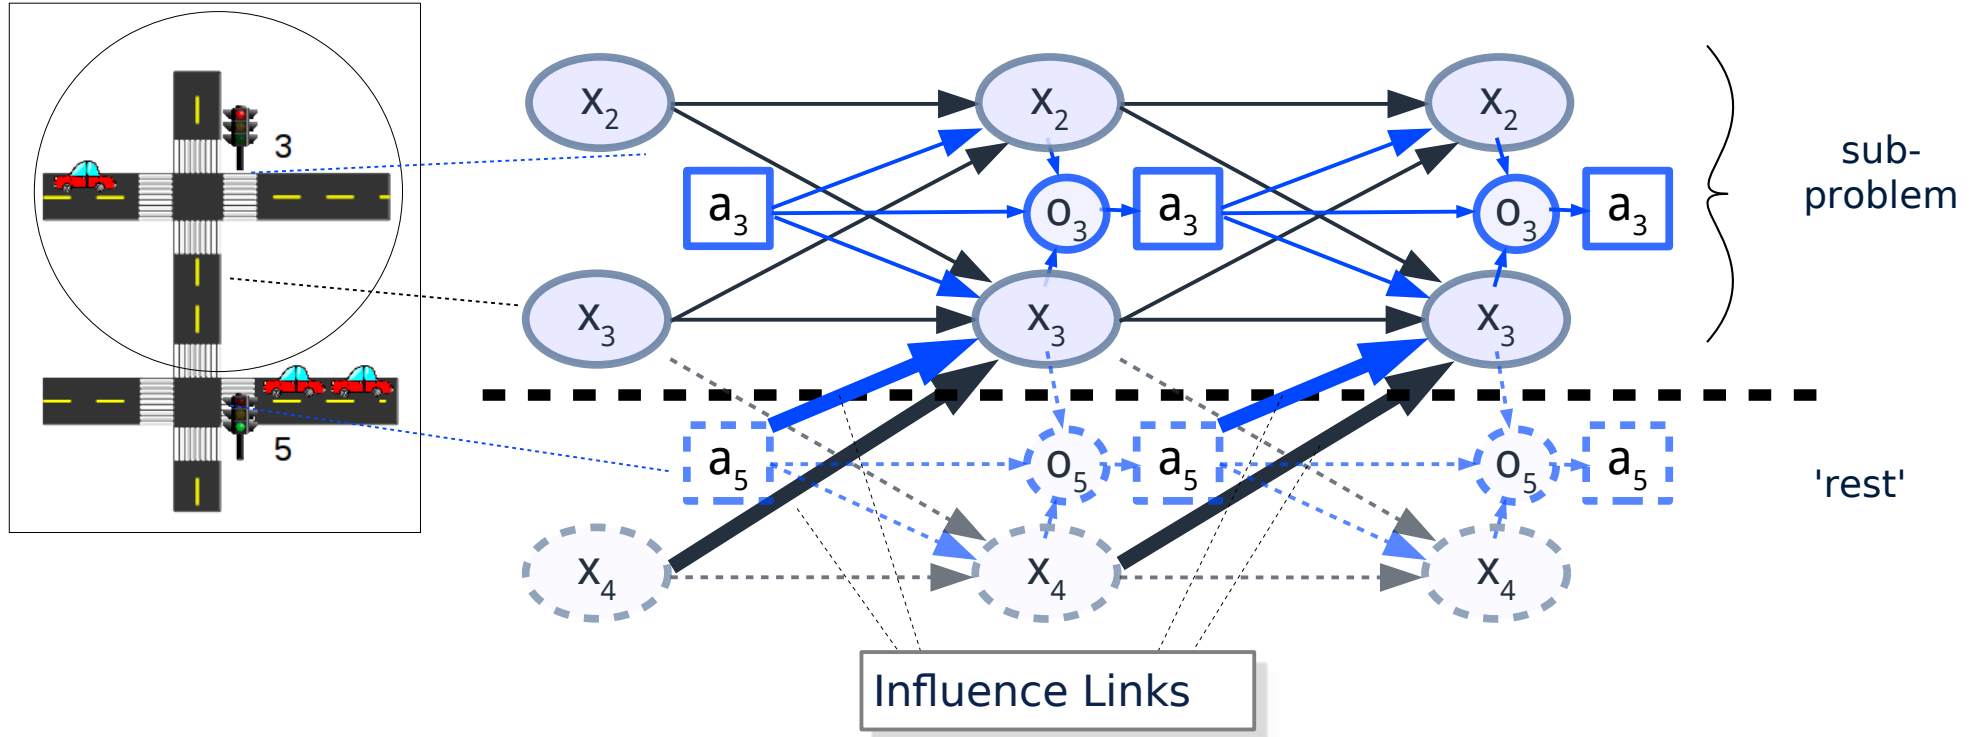 3
5
x₂ x₂ x₂
a₃ o₃ a₃ o₃ a₃
x₃ x₃ x₃
a₅ o₅ a₅ o₅ a₅
x₄ x₄ x₄
sub-
problem
'rest'
Influence Links